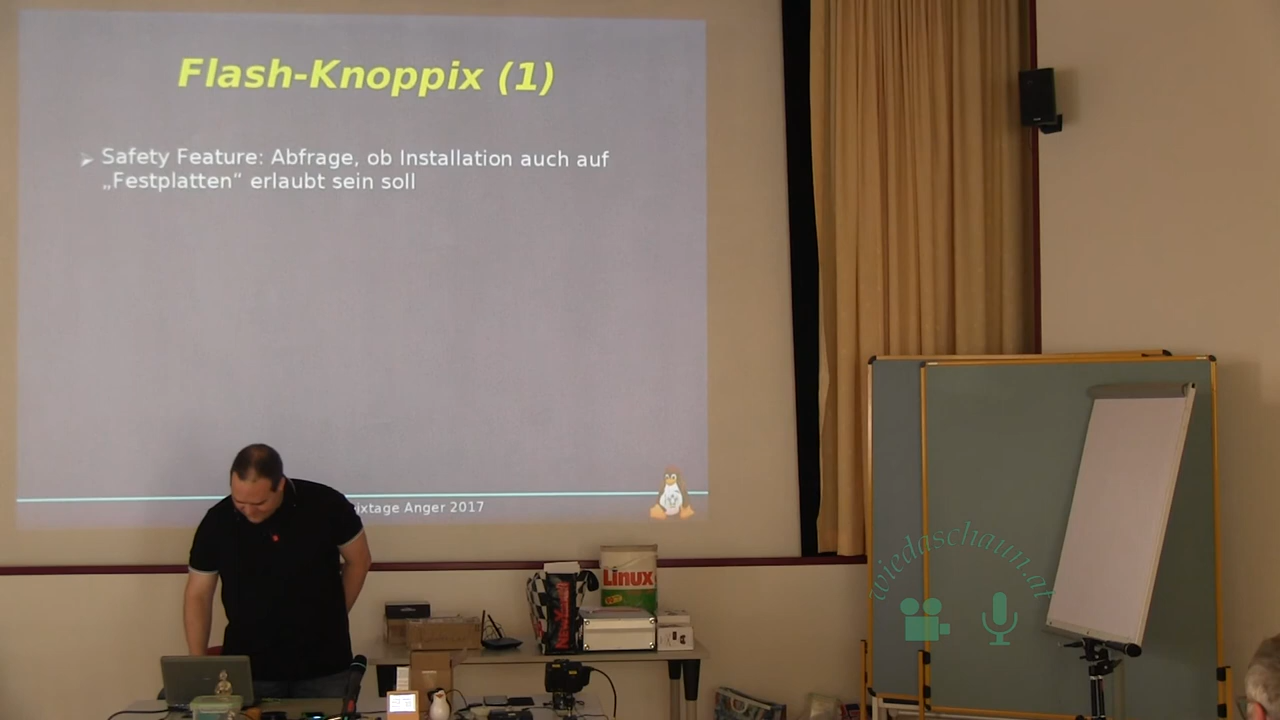 Flash-Knoppix (1)
Safety Feature: Abfrage, ob Installation auch auf
„Festplatten“ erlaubt sein soll
ixtage Anger 2017
Linux
wiedaschaun.at